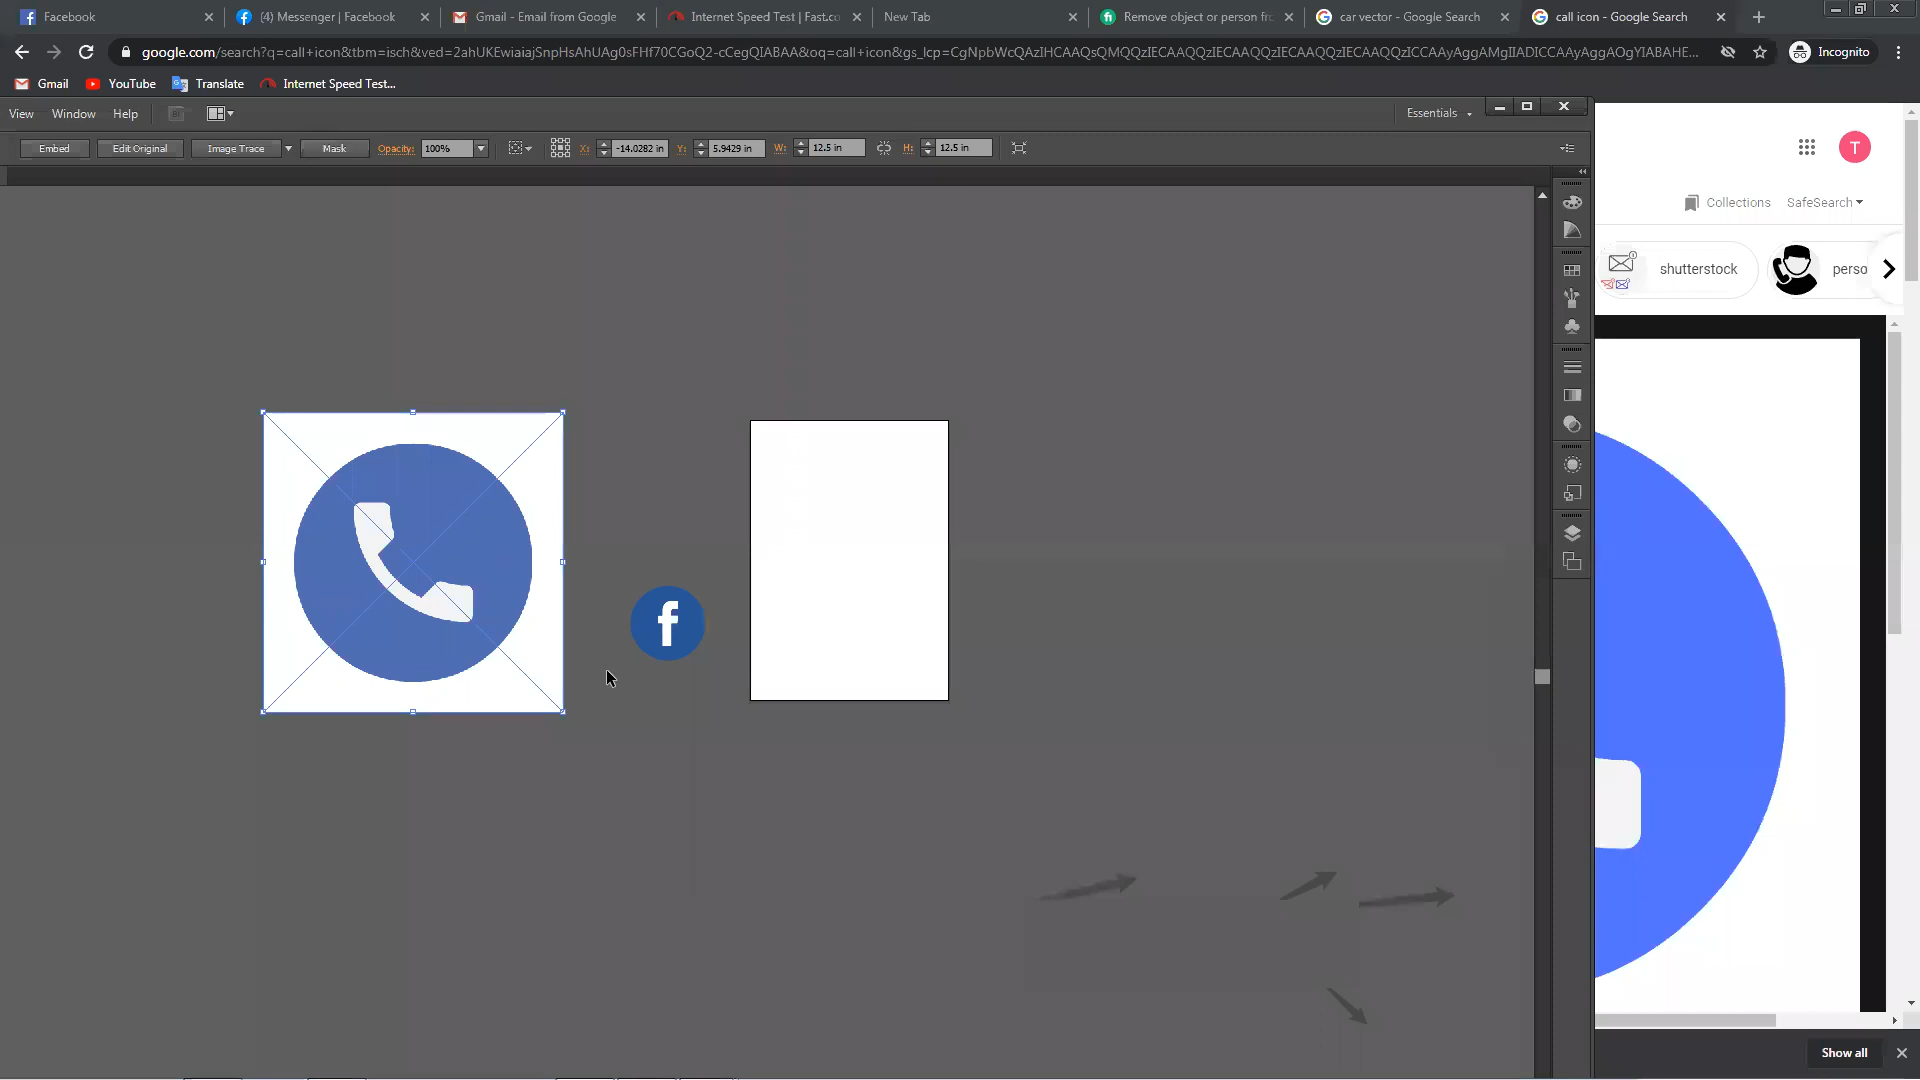 Facebook
(4) Messenger | Facebook
Gmail - Email from Google
Internet Speed Test | Fast.co
New Tab
Remove object or person fro
car vector - Google Search
call icon - Google Search
Incognito
Gmail
YouTube
Translate
Internet Speed Test...
View
Window
Help
Essentials
Embed
Edit Original
Image Trace
Mask
Opacity:
100%
X:
-14.0282 in
Y:
5.9429 in
W:
12.5 in
H:
12.5 in
T
Collections
SafeSearch
shutterstock
perso
f
Show all